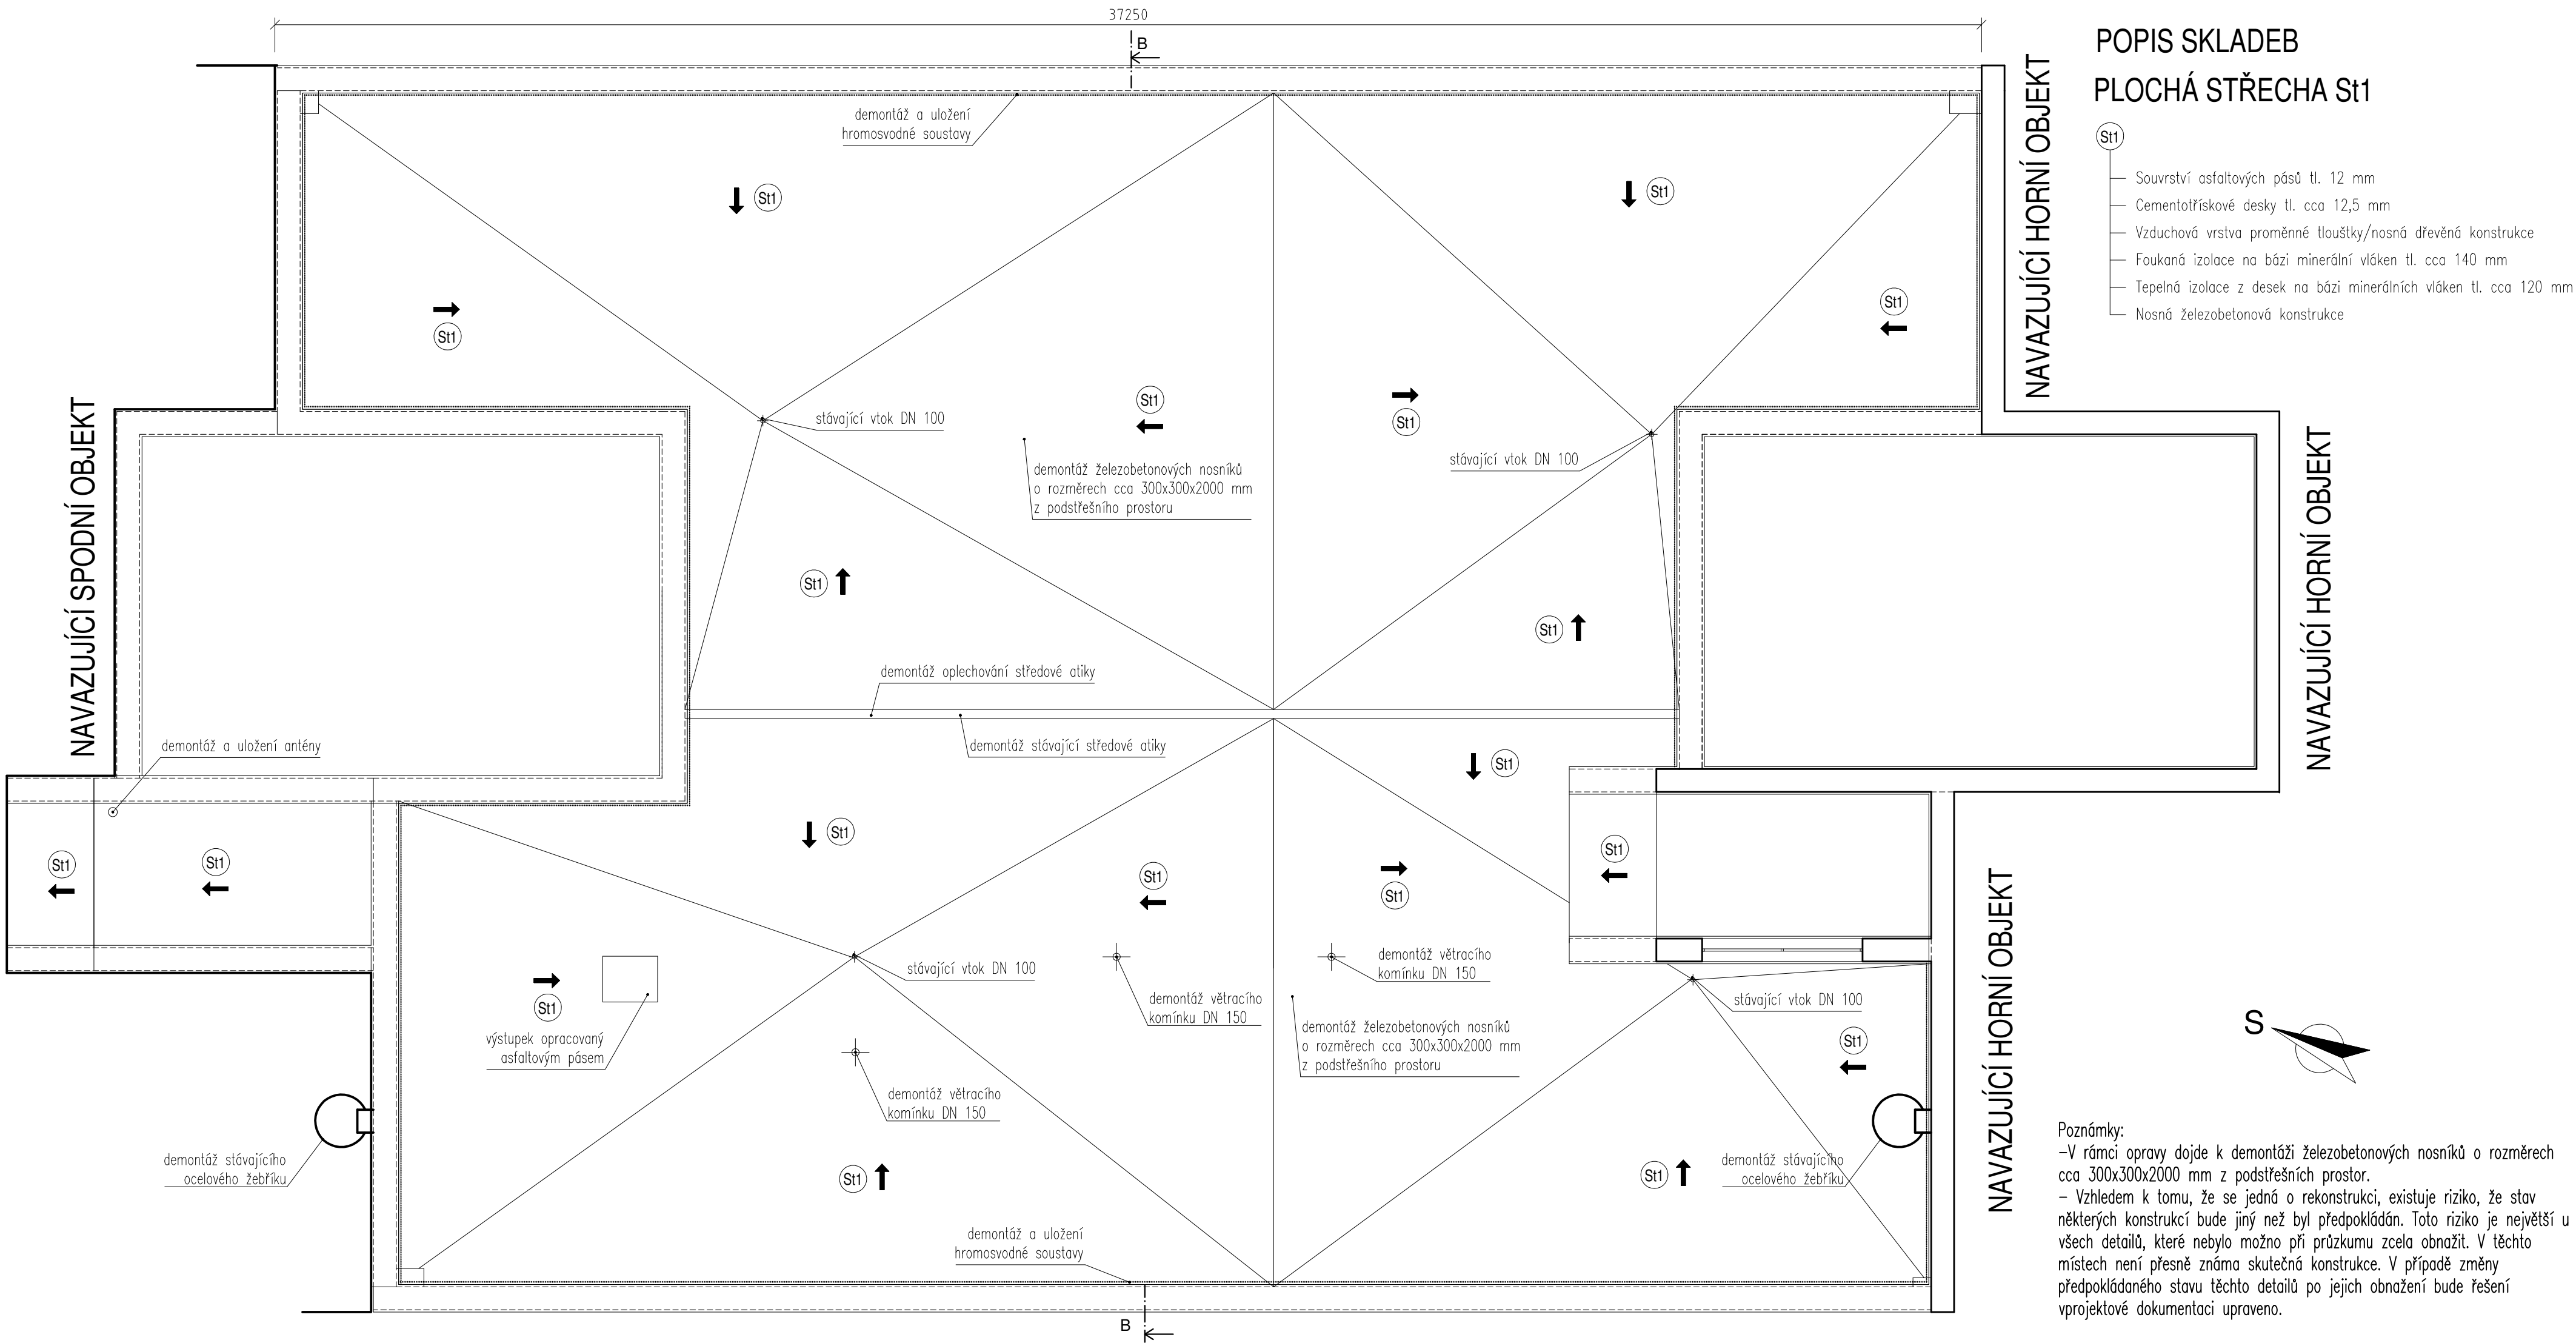 37250
B
POPIS SKLADEB
PLOCHÁ STŘECHA St1
St1
Souvrství asfaltových pásů tl. 12 mm
Cementotřískové desky tl. cca 12,5 mm
Vzduchová vrstva proměnné tlouštky/nosná dřevěná konstrukce
Foukaná izolace na bázi minerální vláken tl. cca 140 mm
Tepelná izolace z desek na bázi minerálních vláken tl. cca 120 mm
Nosná železobetonová konstrukce
NAVAZUJÍCÍ HORNÍ OBJEKT
demontáž a uložení
hromosvodné soustavy
St1
St1
St1
St1
St1
St1
stávající vtok DN 100
stávající vtok DN 100
demontáž železobetonových nosníků
o rozměrech cca 300x300x2000 mm
z podstřešního prostoru
NAVAZUJÍCÍ SPODNÍ OBJEKT
NAVAZUJÍCÍ HORNÍ OBJEKT
St1
St1
demontáž oplechování středové atiky
demontáž stávající středové atiky
demontáž a uložení antény
St1
St1
St1
St1
St1
St1
St1
stávající vtok DN 100
demontáž větracího
komínku DN 150
demontáž větracího
komínku DN 150
stávající vtok DN 100
St1
výstupek opracovaný
asfaltovým pásem
demontáž železobetonových nosníků
o rozměrech cca 300x300x2000 mm
z podstřešního prostoru
St1
NAVAZUJÍCÍ HORNÍ OBJEKT
S
demontáž větracího
komínku DN 150
demontáž stávajícího
ocelového žebříku
St1
St1
demontáž stávajícího
ocelového žebříku
demontáž a uložení
hromosvodné soustavy
B
Poznámky:
-V rámci opravy dojde k demontáži železobetonových nosníků o rozměrech
cca 300x300x2000 mm z podstřešních prostor.
- Vzhledem k tomu, že se jedná o rekonstrukci, existuje riziko, že stav
některých konstrukcí bude jiný než byl předpokládán. Toto riziko je největší u
všech detailů, které nebylo možno při průzkumu zcela obnažit. V těchto
místech není přesně známa skutečná konstrukce. V případě změny
předpokládaného stavu těchto detailů po jejich obnažení bude řešení
vprojektové dokumentaci upraveno.